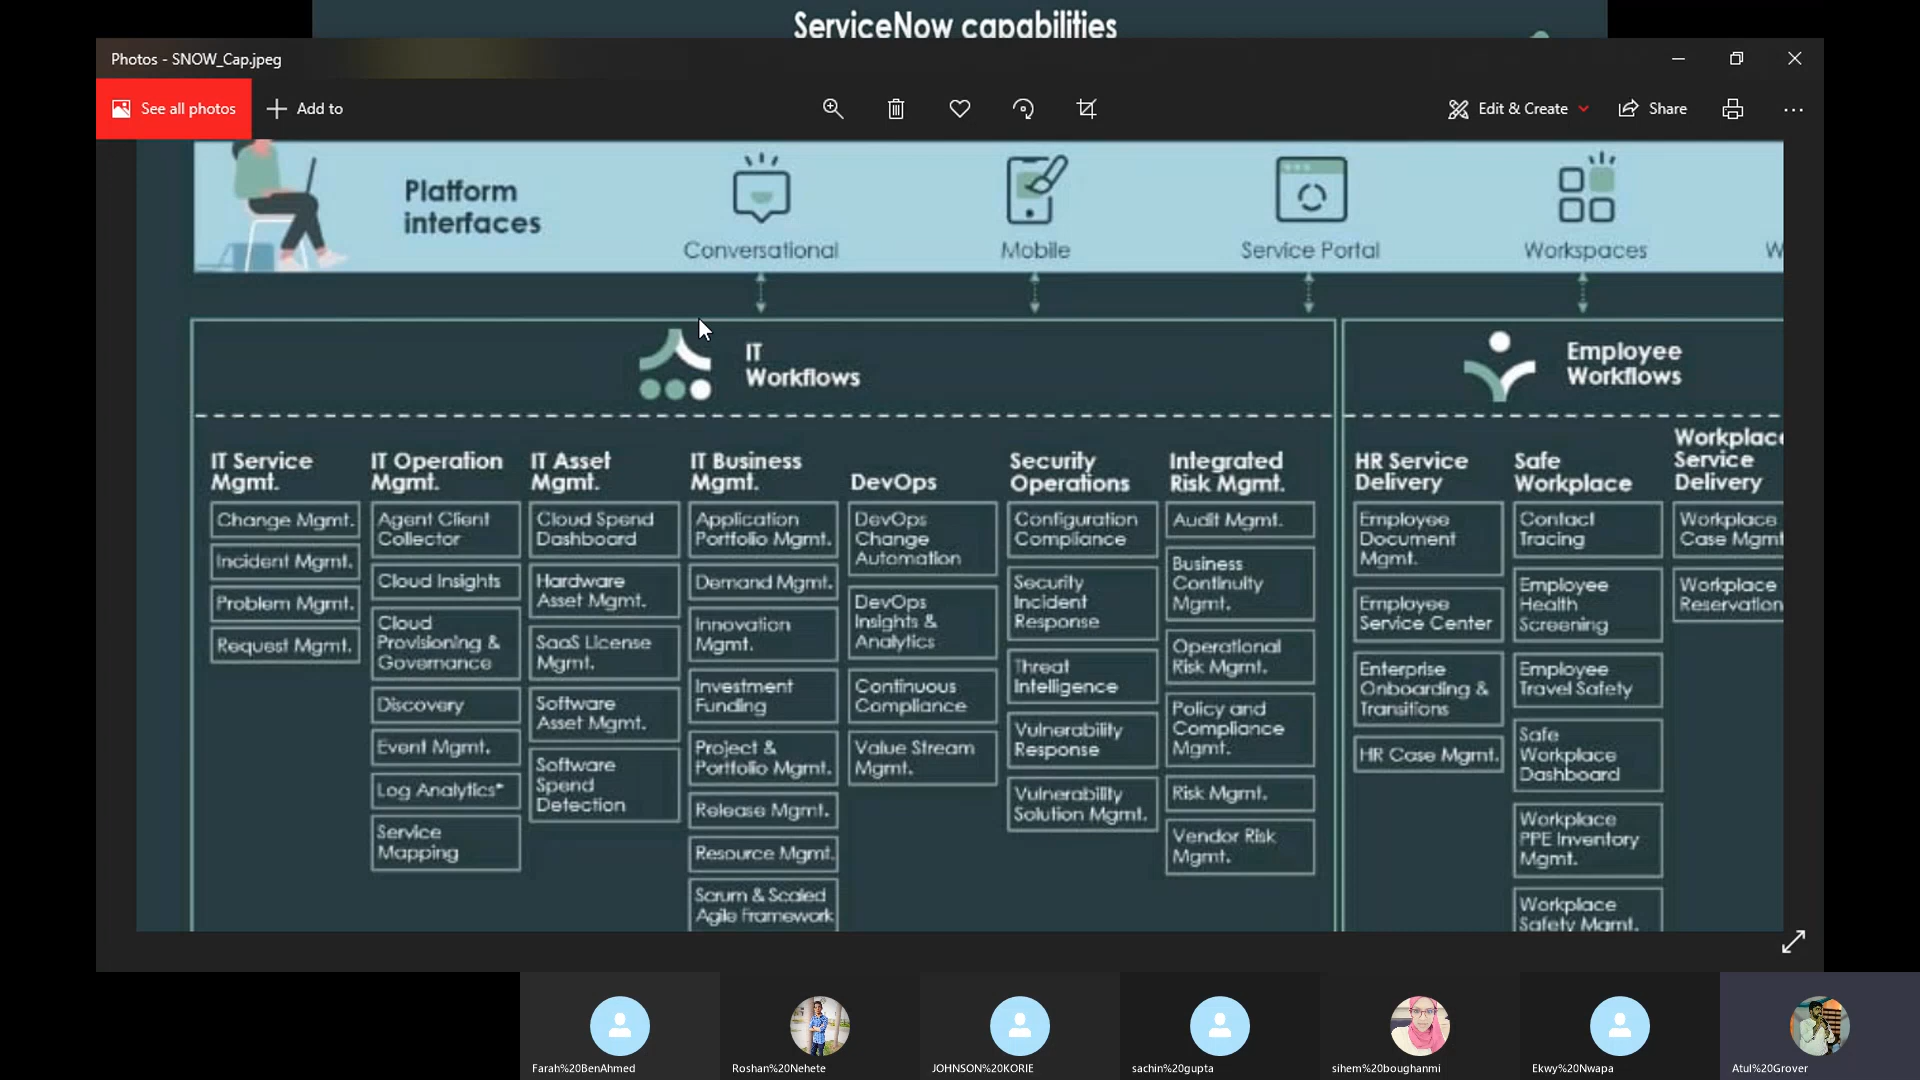 ServiceNow capabilities
Photos - SNOW_Cap.jpeg
See all photos
Add to
Edit & Create
Share
Platform
interfaces
Conversational
Mobile
Service Portal
Workspaces
W
IT
Workflows
Employee
Workflows
IT Service
Mgmt.
Change Mgmt.
Incident Mgmt.
Problem Mgmt.
Request Mgmt.
IT Operation
Mgmt.
Agent Client
Collector
Cloud Insights
Cloud
Provisioning &
Governance
Discovery
Event Mgmt.
Log Analytics*
Service
Mapping
IT Asset
Mgmt.
Cloud Spend
Dashboard
Hardware
Asset Mgmt.
SaaS License
Mgmt.
Software
Asset Mgmt.
Software
Spend
Detection
IT Business
Mgmt.
Application
Portfolio Mgmt.
Demand Mgmt.
Innovation
Mgmt.
Investment
Funding
Project &
Portfolio Mgmt.
Release Mgmt.
Resource Mgmt.
Scrum & Scaled
Agile Framework
DevOps
DevOps
Change
Automation
DevOps
Insights &
Analytics
Continuous
Compliance
Value Stream
Mgmt.
Security
Operations
Configuration
Compliance
Security
Incident
Response
Threat
Intelligence
Vulnerability
Response
Vulnerability
Solution Mgmt.
Integrated
Risk Mgmt.
Audit Mgmt.
Business
Continuity
Mgmt.
Operational
Risk Mgmt.
Policy and
Compliance
Mgmt.
Risk Mgmt.
Vendor Risk
Mgmt.
HR Service
Delivery
Employee
Document
Mgmt.
Employee
Service Center
Enterprise
Onboarding &
Transitions
HR Case Mgmt.
Safe
Workplace
Contact
Tracing
Employee
Health
Screening
Employee
Travel Safety
Safe
Workplace
Dashboard
Workplace
PPE Inventory
Mgmt.
Workplace
Safety Mgmt.
Workplac
Service
Delivery
Workplace
Case Mgmt
Workplace
Reservation
Farah%20BenAhmed
Roshan%20Nehete
JOHNSON%20KORIE
sachin%20gupta
sihem%20boughanmi
Ekwy%20Nwapa
Atul%20Grover